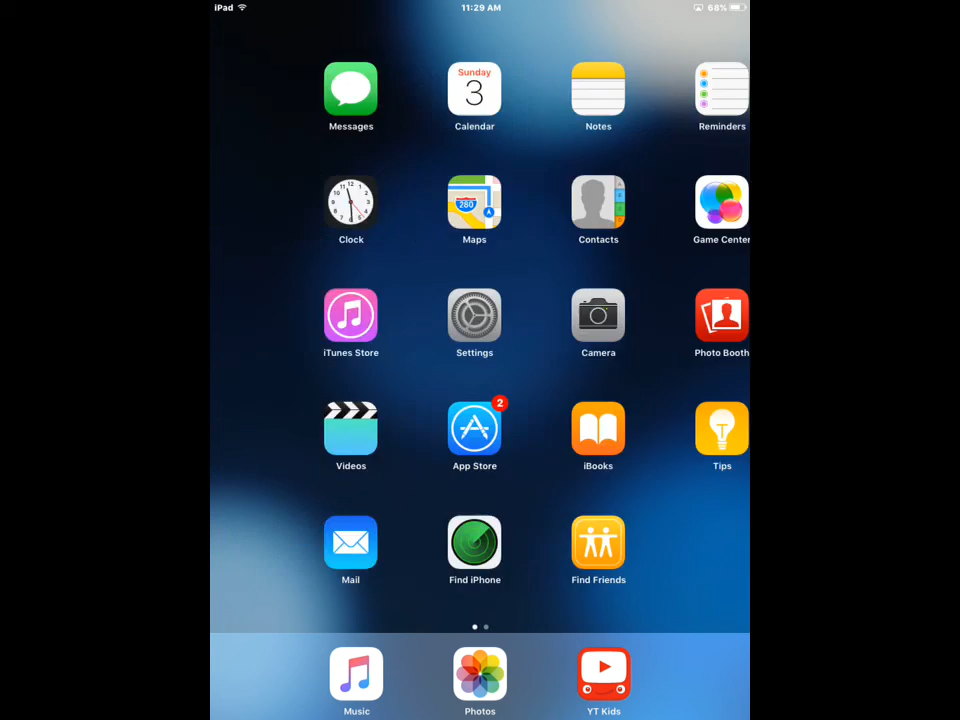 iPad 11:29 AM 68%
Sunday
3
Messages Calendar Notes Reminders
280
Clock Maps Contacts Game Center
iTunes Store Settings Camera Photo Booth
2
Videos App Store iBooks Tips
Mail Find iPhone Find Friends
Music Photos YT Kids